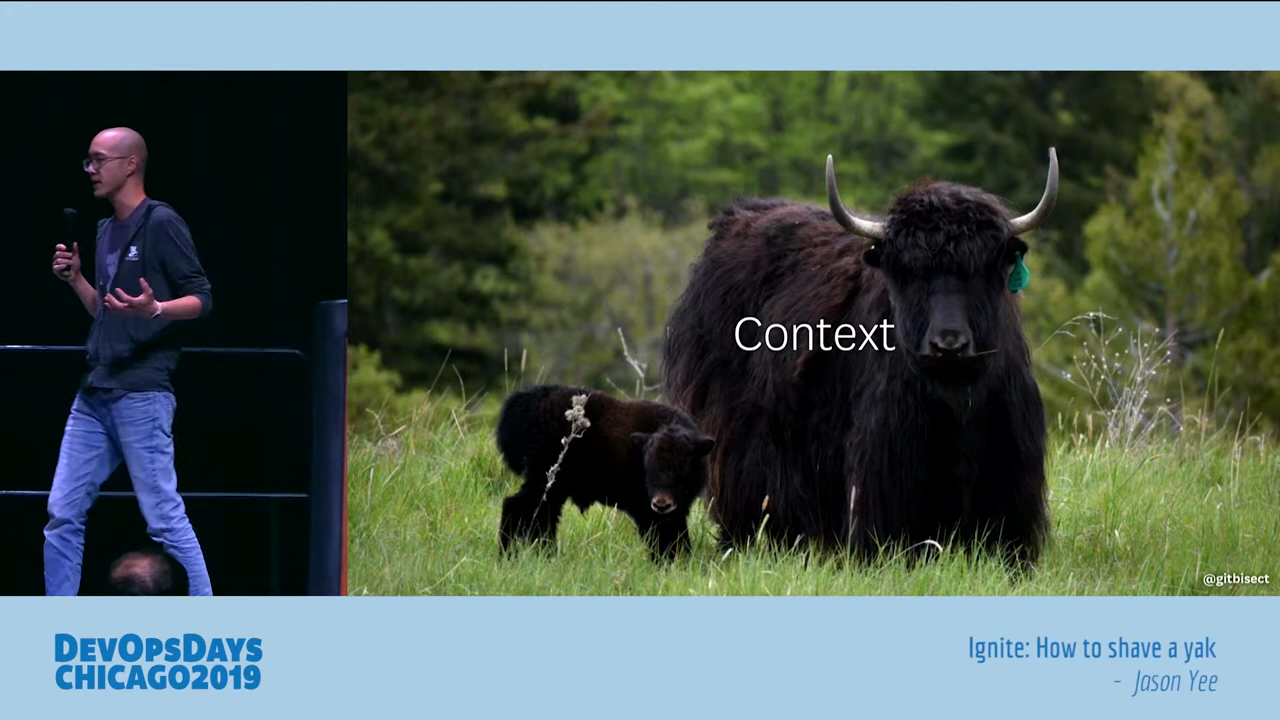 Context
@gitbisect
DEVOPSDAYS
CHICAGO2019
Ignite: How to shave a yak
- Jason Yee